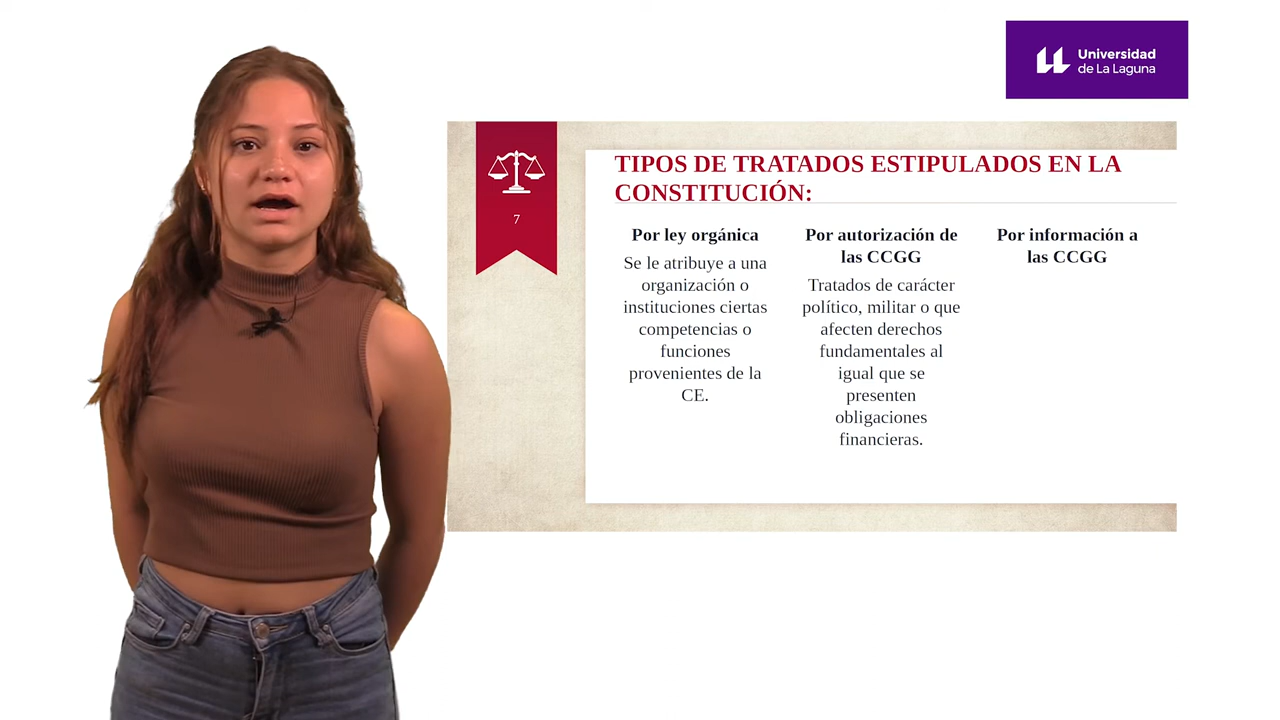 Universidad
de La Laguna
7
TIPOS DE TRATADOS ESTIPULADOS EN LA
CONSTITUCIÓN:
Por ley orgánica
Se le atribuye a una
organización o
instituciones ciertas
competencias o
funciones
provenientes de la
CE.
Por autorización de
las CCGG
Tratados de carácter
político, militar o que
afecten derechos
fundamentales al
igual que se
presenten
obligaciones
financieras.
Por información a
las CCGG